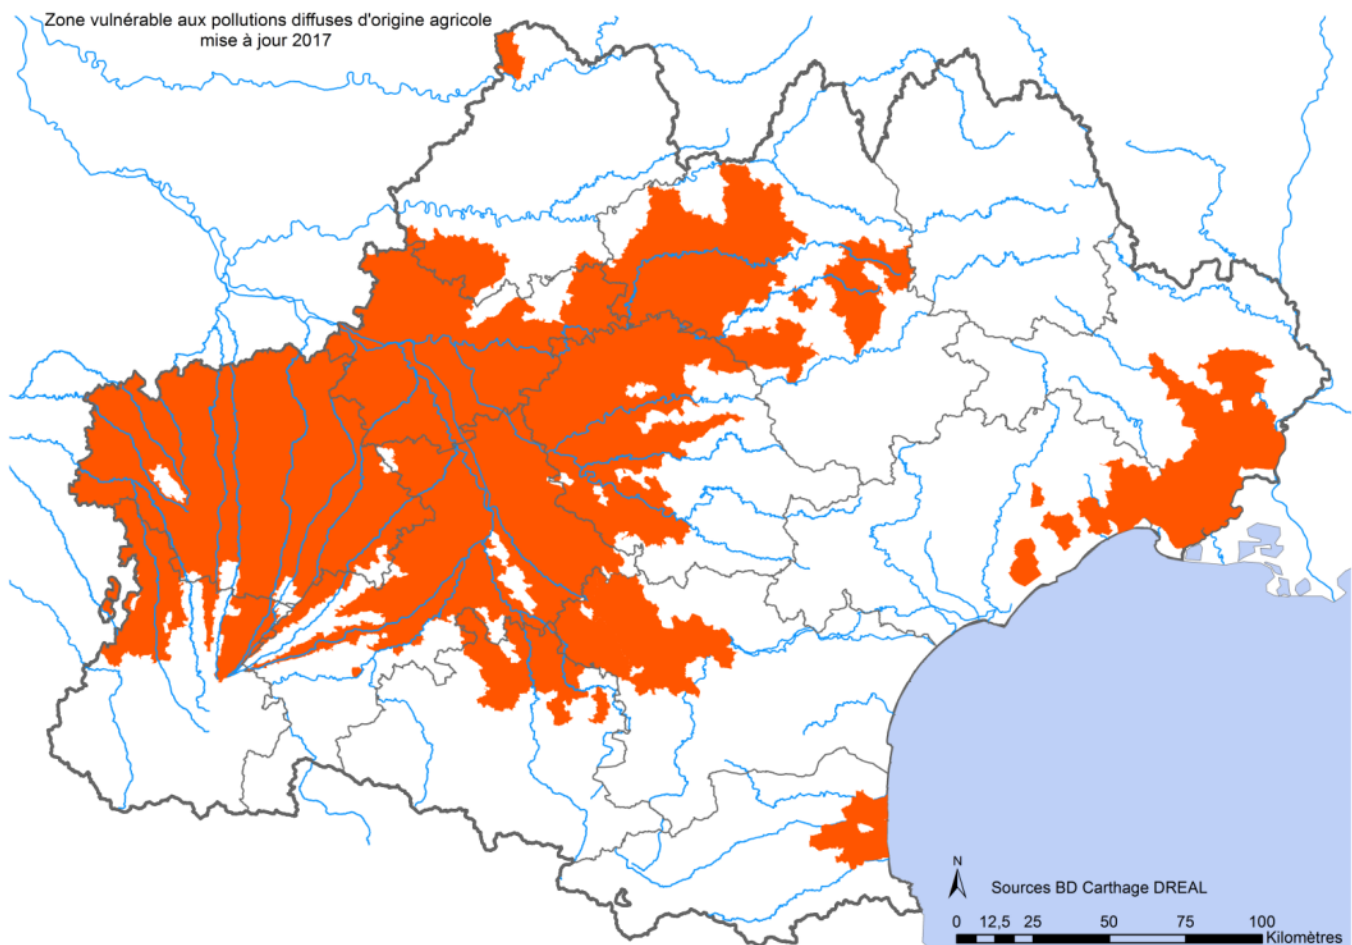 Zone vulnérable aux pollutions diffuses d'origine agricole
mise à jour 2017
N
Sources BD Carthage DREAL
0 12,5 25 50 75 100
Kilomètres